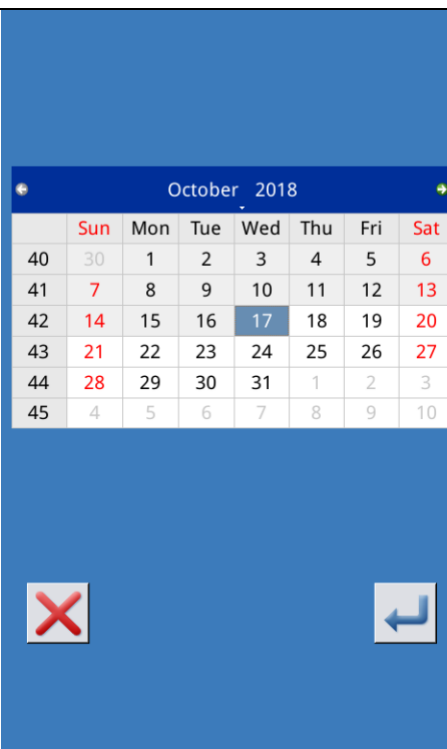 October 2018
Sun Mon Tue Wed Thu Fri Sat
40 30 1 2 3 4 5 6
41 7 8 9 10 11 12 13
42 14 15 16 17 18 19 20
43 21 22 23 24 25 26 27
44 28 29 30 31 1 2 3
45 4 5 6 7 8 9 10